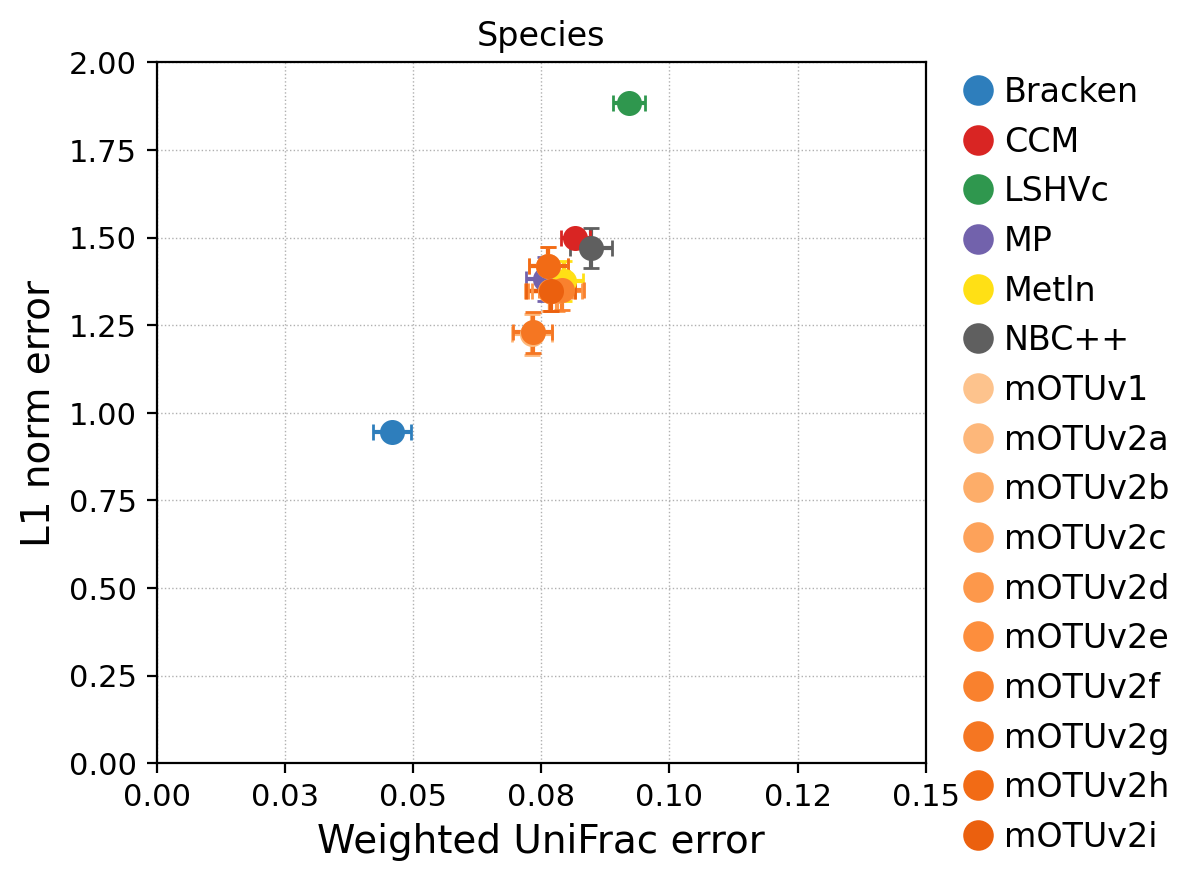 Species
2.00
1.75
1.50
1.25
1.00
0.75
0.50
0.25
0.00
L1 norm error
0.00 0.03 0.05 0.08 0.10 0.12 0.15
Weighted UniFrac error
Bracken
CCM
LSHVc
MP
Metln
NBC++
mOTUv1
mOTUv2a
mOTUv2b
mOTUv2c
mOTUv2d
mOTUv2e
mOTUv2f
mOTUv2g
mOTUv2h
mOTUv2i